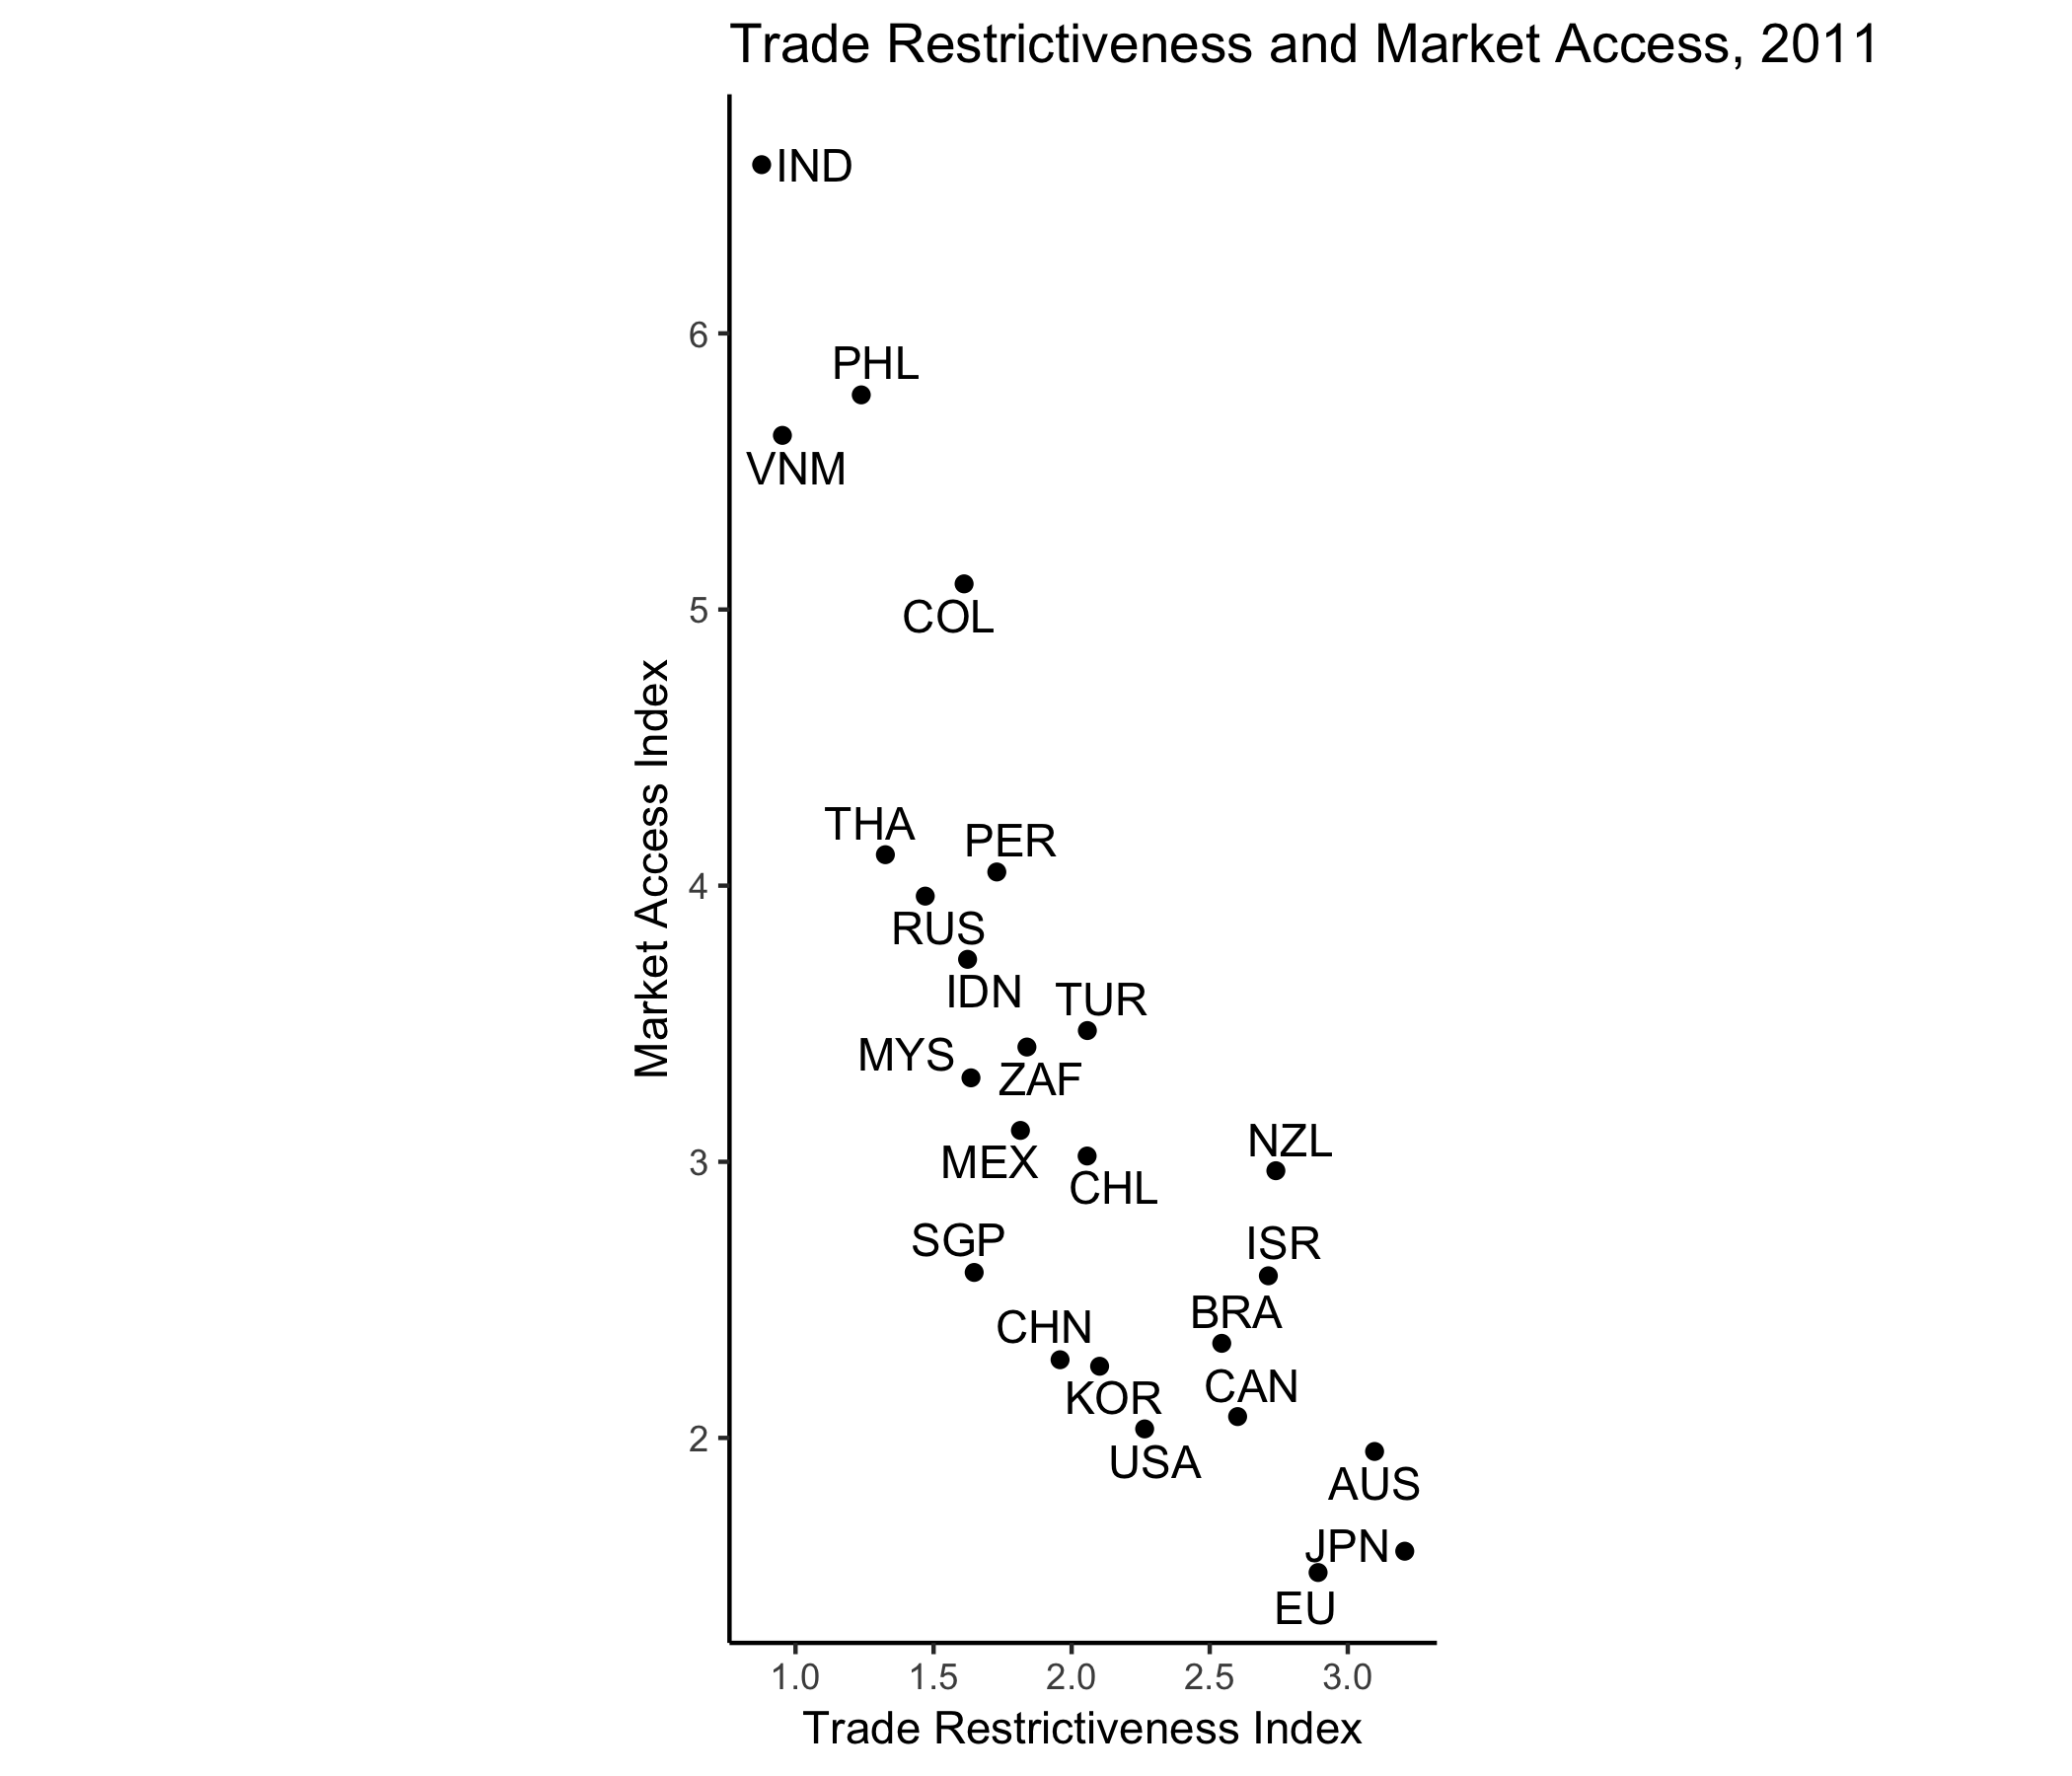 Trade Restrictiveness and Market Access, 2011
IND
6
PHL
VNM
5
COL
Market Access Index
THA
PER
4
RUS
IDN
TUR
MYS
ZAF
NZL
MEX
3
CHL
SGP
ISR
BRA
CHN
CAN
KOR
2
USA
AUS
JPN
EU
1.0 1.5 2.0 2.5 3.0
Trade Restrictiveness Index